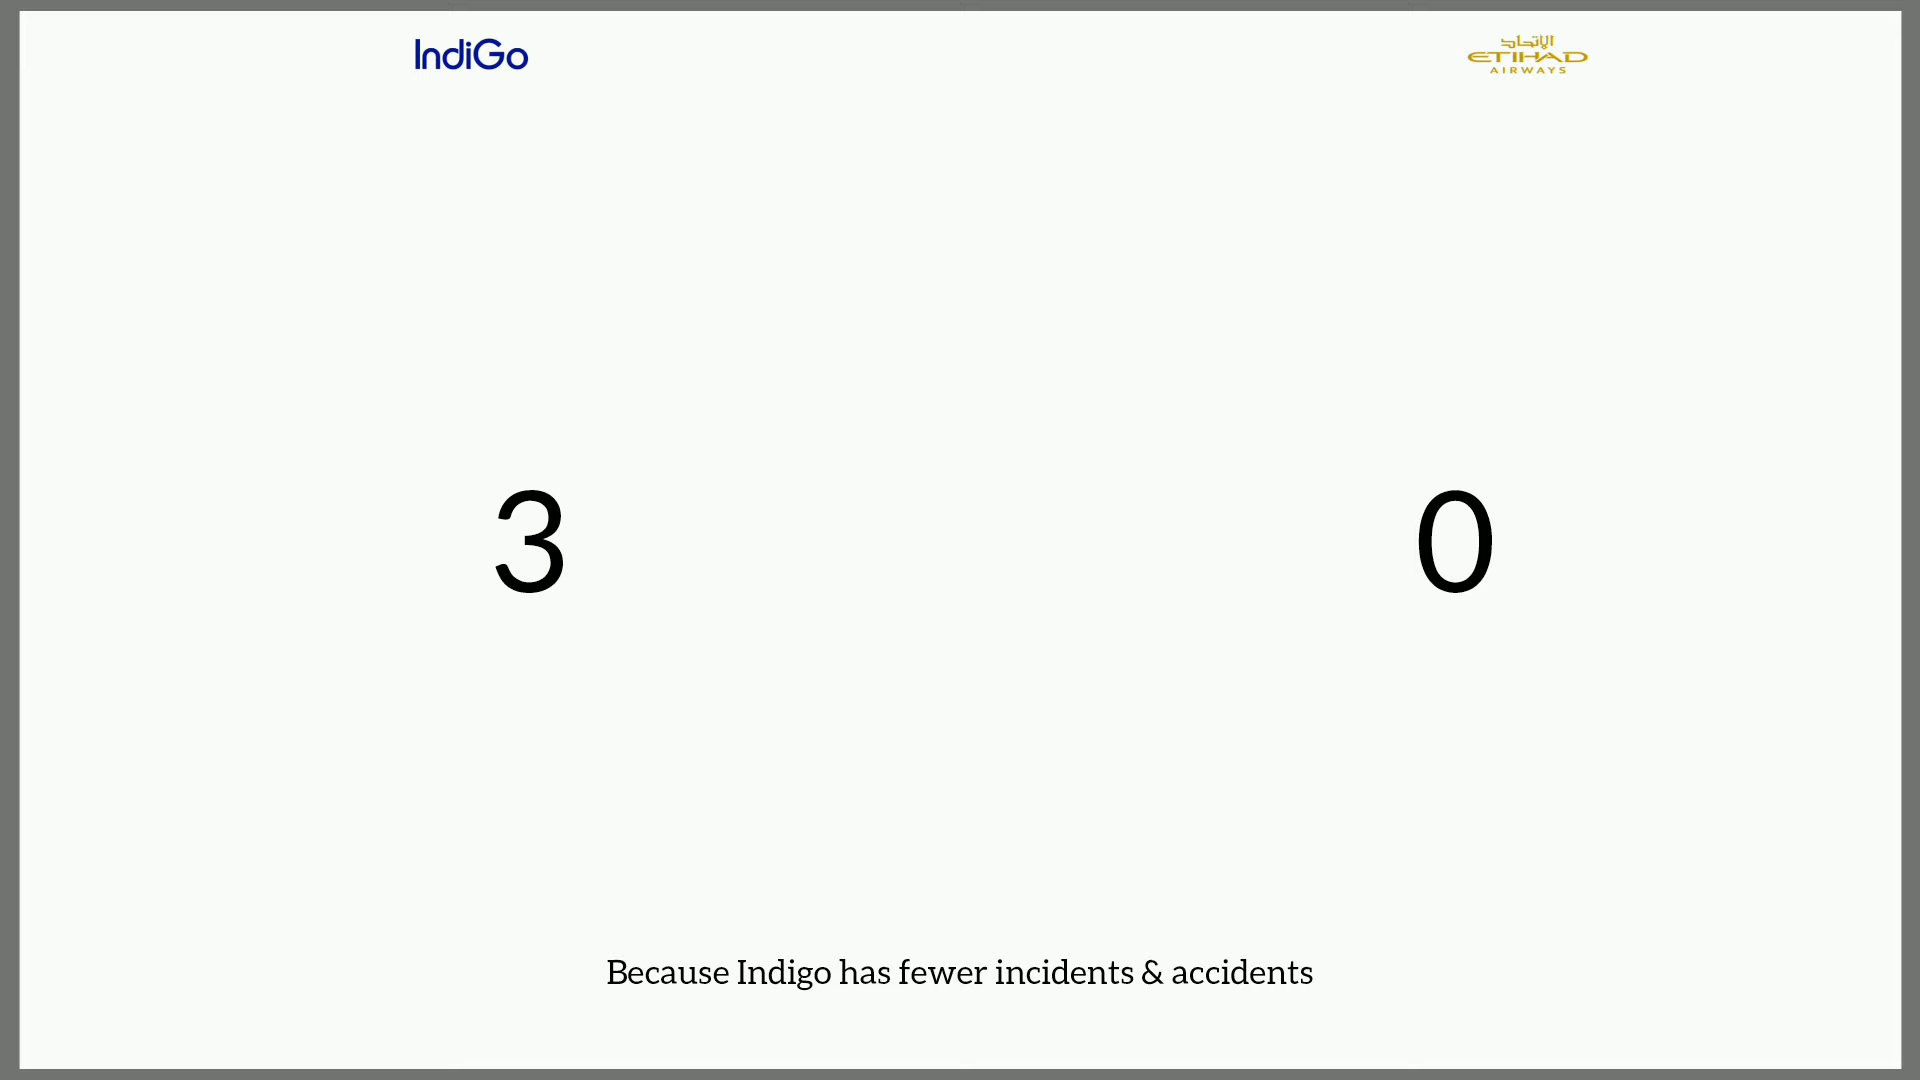 IndiGo
الإتحاد
ETIHAD
AIRWAYS
3
0
Because Indigo has fewer incidents & accidents